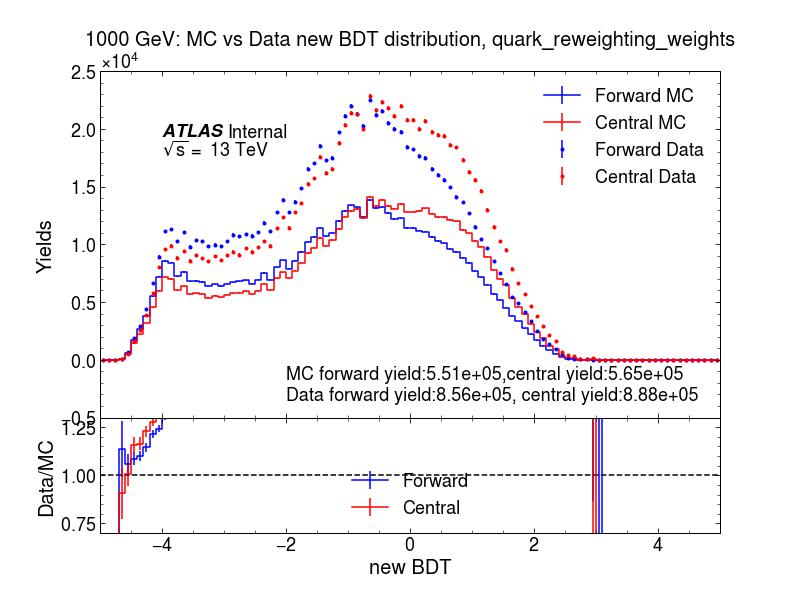 1000 GeV: MC vs Data new BDT distribution, quark_reweighting_weights
×10⁴
2.5
2.0
1.5
1.0
0.5
0.0
0.5
Yields
ATLAS Internal
√s = 13 TeV
Forward MC
Central MC
Forward Data
Central Data
MC forward yield:5.51e+05,central yield:5.65e+05
Data forward yield:8.56e+05, central yield:8.88e+05
1.25
1.00
0.75
Data/MC
Forward
Central
−4
−2
0
2
4
new BDT